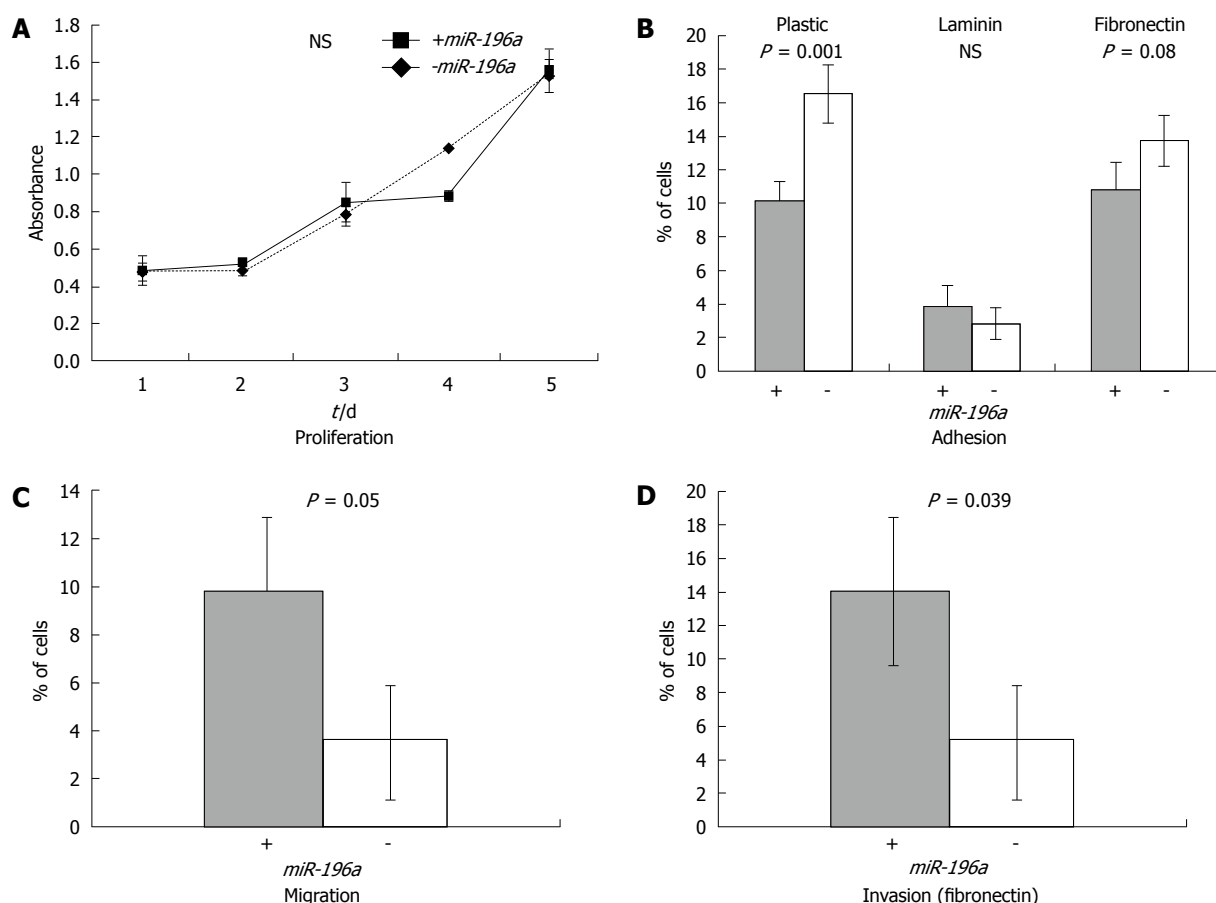 A
NS
+miR-196a
-miR-196a
1.8
1.6
1.4
1.2
1.0
0.8
0.6
0.4
0.2
0.0
Absorbance
1 2 3 4 5
t/d
Proliferation
B
Plastic Laminin Fibronectin
P = 0.001 NS P = 0.08
20
18
16
14
12
10
8
6
4
2
0
% of cells
+ - + - + -
miR-196a
Adhesion
C
P = 0.05
14
12
10
8
6
4
2
0
% of cells
+ -
miR-196a
Migration
D
P = 0.039
20
18
16
14
12
10
8
6
4
2
0
% of cells
+ -
miR-196a
Invasion (fibronectin)